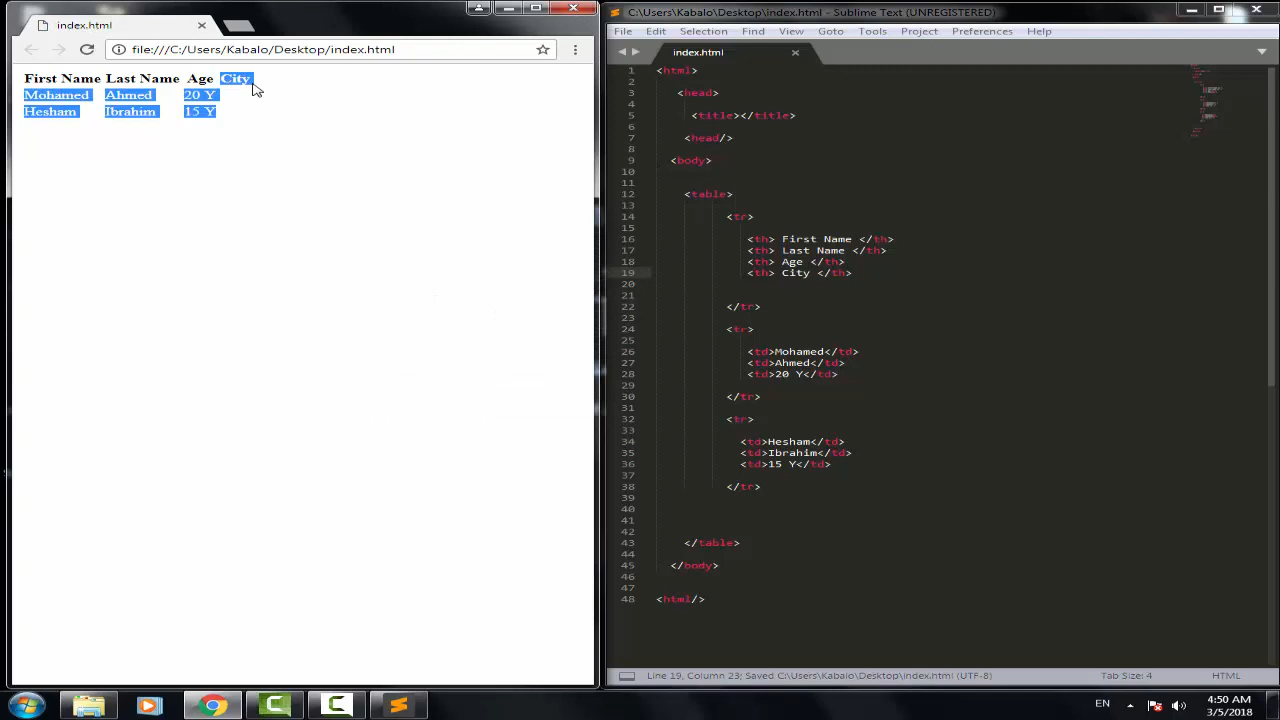 index.html
file:///C:/Users/Kabalo/Desktop/index.html
First Name Last Name Age City
Mohamed Ahmed 20 Y
Hesham Ibrahim 15 Y
C:\Users\Kabalo\Desktop\index.html - Sublime Text (UNREGISTERED)
File Edit Selection Find View Goto Tools Project Preferences Help
index.html
1 <html>
2
3 <head>
4
5 <title></title>
6
7 <head/>
8
9 <body>
10
11
12 <table>
13
14 <tr>
15
16 <th> First Name </th>
17 <th> Last Name </th>
18 <th> Age </th>
19 <th> City </th>
20
21
22 </tr>
23
24 <tr>
25
26 <td>Mohamed</td>
27 <td>Ahmed</td>
28 <td>20 Y</td>
29
30 </tr>
31
32 <tr>
33
34 <td>Hesham</td>
35 <td>Ibrahim</td>
36 <td>15 Y</td>
37
38 </tr>
39
40
41
42
43 </table>
44
45 </body>
46
47
48 <html/>
Line 19, Column 23; Saved C:\Users\Kabalo\Desktop\index.html (UTF-8) Tab Size: 4 HTML
EN 4:50 AM
3/5/2018